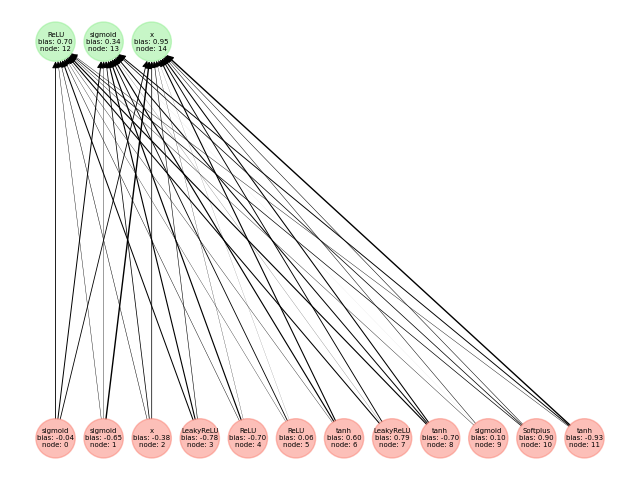 ReLU
bias: 0.70
node: 12
sigmoid
bias: 0.34
node: 13
x
bias: 0.95
node: 14
sigmoid
bias: -0.04
node: 0
sigmoid
bias: -0.65
node: 1
x
bias: -0.38
node: 2
LeakyReLU
bias: -0.78
node: 3
ReLU
bias: -0.70
node: 4
ReLU
bias: 0.06
node: 5
tanh
bias: 0.60
node: 6
LeakyReLU
bias: 0.79
node: 7
tanh
bias: -0.70
node: 8
sigmoid
bias: 0.10
node: 9
Softplus
bias: 0.90
node: 10
tanh
bias: -0.93
node: 11